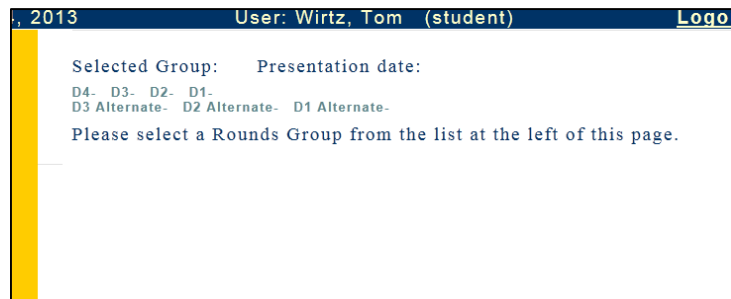 , 2013 User: Wirtz, Tom (student) Logo
Selected Group: Presentation date:
D4- D3- D2- D1-
D3 Alternate- D2 Alternate- D1 Alternate-
Please select a Rounds Group from the list at the left of this page.